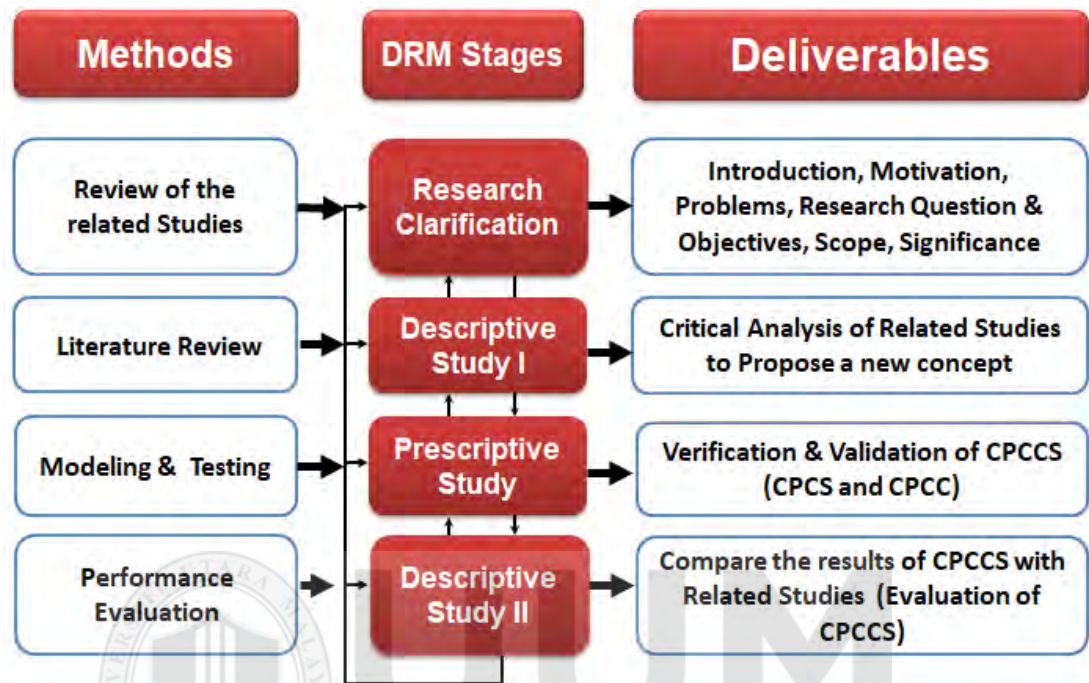 Methods
DRM Stages
Deliverables
Review of the
related Studies
Research
Clarification
Introduction, Motivation,
Problems, Research Question &
Objectives, Scope, Significance
Literature Review
Descriptive
Study I
Critical Analysis of Related Studies
to Propose a new concept
Modeling & Testing
Prescriptive
Study
Verification & Validation of CPCCS
(CPCS and CPCC)
Performance
Evaluation
Descriptive
Study II
Compare the results of CPCCS with
Related Studies (Evaluation of
CPCCS)
UUM